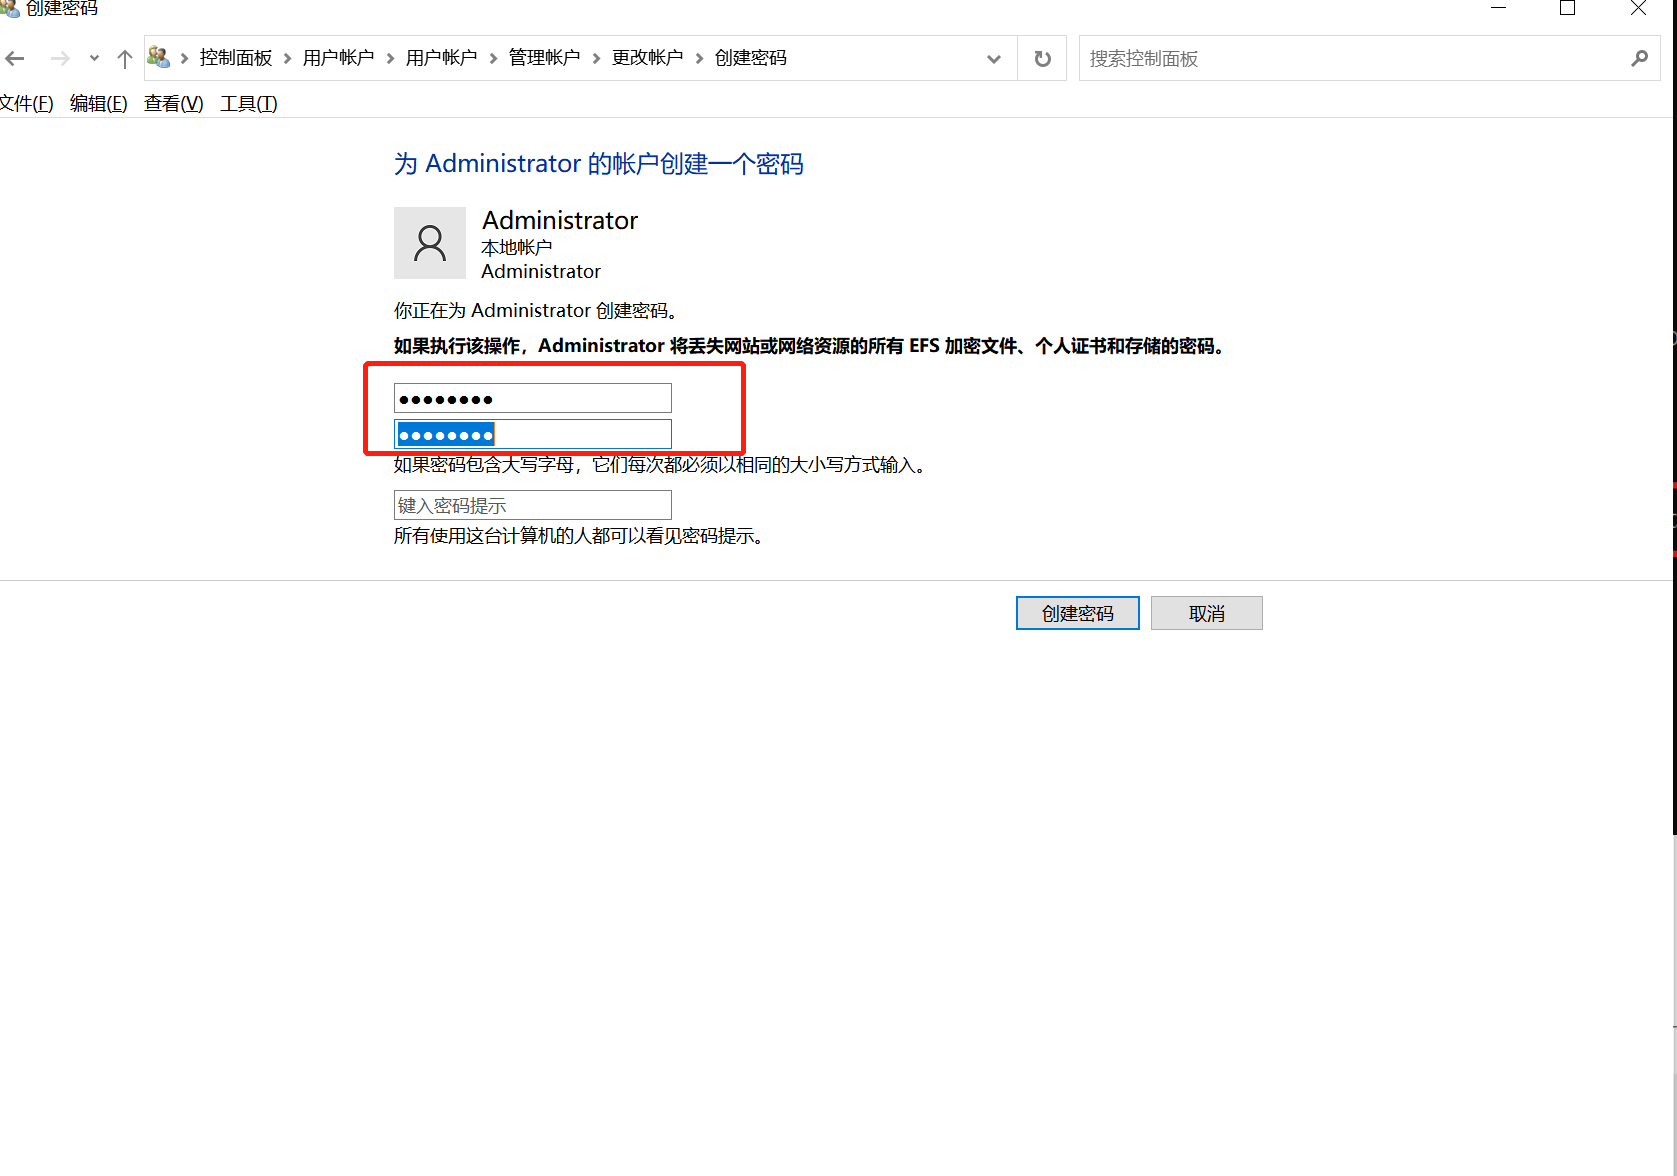 创建密码
控制面板 > 用户帐户 > 用户帐户 > 管理帐户 > 更改帐户 > 创建密码
搜索控制面板
文件(F) 编辑(E) 查看(V) 工具(T)
为 Administrator 的帐户创建一个密码
Administrator
本地帐户
Administrator
你正在为 Administrator 创建密码。
如果执行该操作，Administrator 将丢失网站或网络资源的所有 EFS 加密文件、个人证书和存储的密码。
●●●●●●●●
●●●●●●●●
如果密码包含大写字母，它们每次都必须以相同的大小写方式输入。
键入密码提示
所有使用这台计算机的人都可以看见密码提示。
创建密码 取消